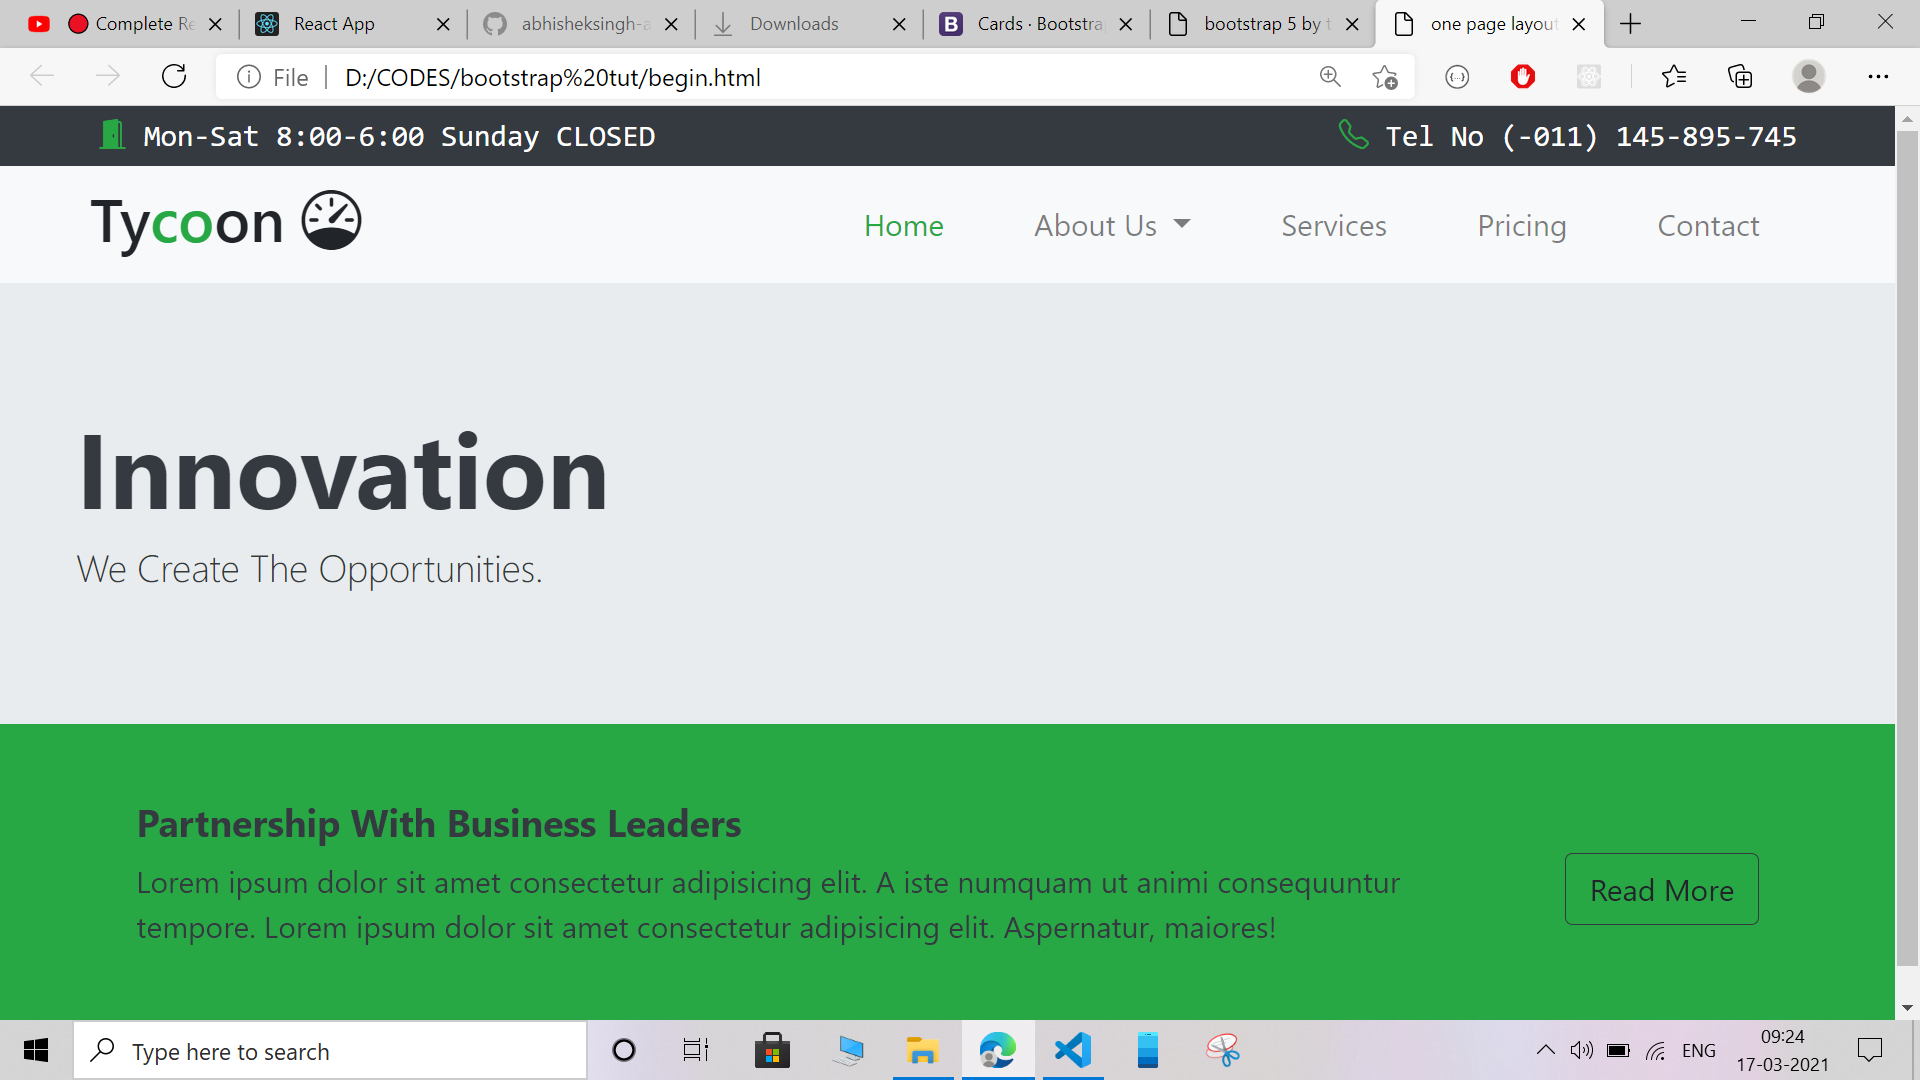 Complete Re
React App
abhisheksingh-a
Downloads
Cards · Bootstrap
bootstrap 5 by t
one page layout
File
D:/CODES/bootstrap%20tut/begin.html
Mon-Sat 8:00-6:00 Sunday CLOSED
Tel No (-011) 145-895-745
Tycoon
Home
About Us
Services
Pricing
Contact
Innovation
We Create The Opportunities.
Partnership With Business Leaders
Lorem ipsum dolor sit amet consectetur adipisicing elit. A iste numquam ut animi consequuntur
tempore. Lorem ipsum dolor sit amet consectetur adipisicing elit. Aspernatur, maiores!
Read More
Type here to search
ENG
09:24
17-03-2021